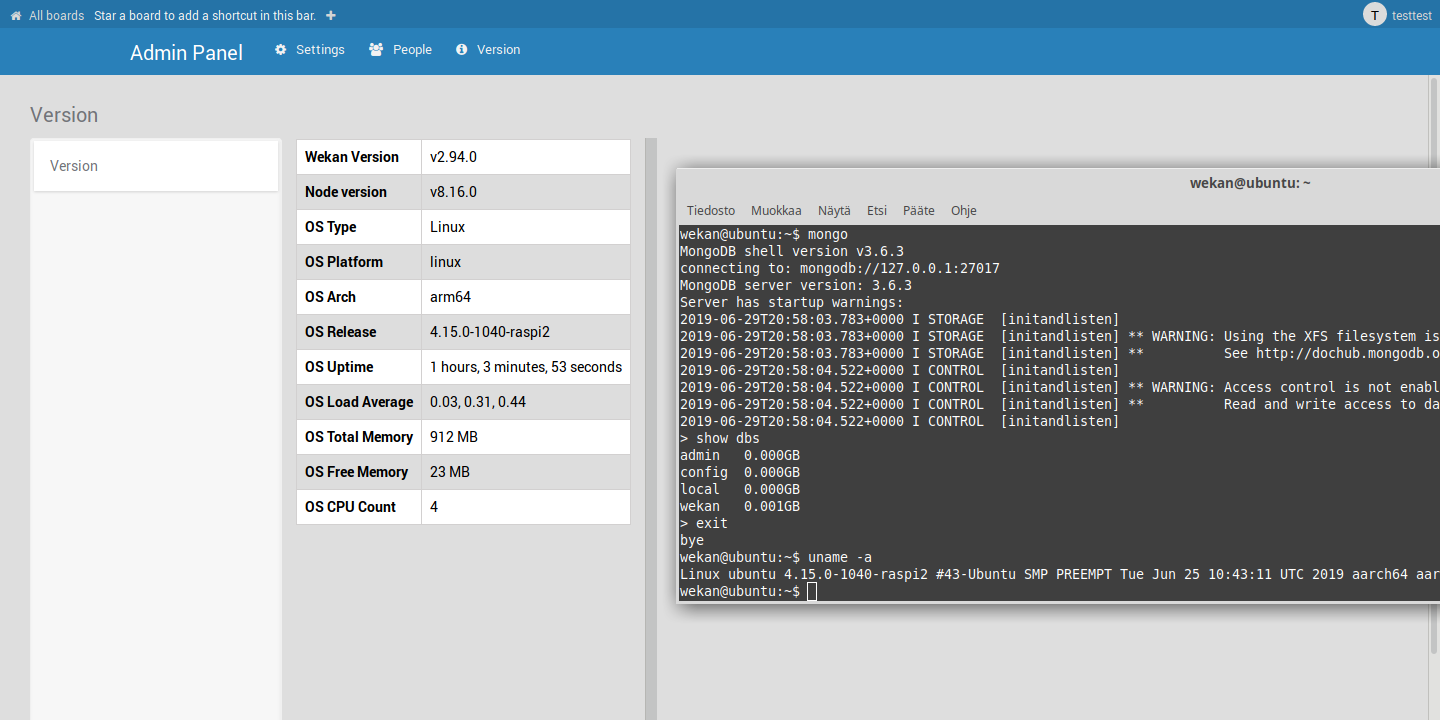 All boards Star a board to add a shortcut in this bar. T testtest
Admin Panel Settings People Version
Version
Version
Wekan Version v2.94.0
Node version v8.16.0
OS Type Linux
OS Platform linux
OS Arch arm64
OS Release 4.15.0-1040-raspi2
OS Uptime 1 hours, 3 minutes, 53 seconds
OS Load Average 0.03, 0.31, 0.44
OS Total Memory 912 MB
OS Free Memory 23 MB
OS CPU Count 4
wekan@ubuntu: ~
Tiedosto Muokkaa Näytä Etsi Pääte Ohje
wekan@ubuntu:~$ mongo
MongoDB shell version v3.6.3
connecting to: mongodb://127.0.0.1:27017
MongoDB server version: 3.6.3
Server has startup warnings:
2019-06-29T20:58:03.783+0000 I STORAGE  [initandlisten]
2019-06-29T20:58:03.783+0000 I STORAGE  [initandlisten] ** WARNING: Using the XFS filesystem is
2019-06-29T20:58:03.783+0000 I STORAGE  [initandlisten] **          See http://dochub.mongodb.o
2019-06-29T20:58:04.522+0000 I CONTROL  [initandlisten]
2019-06-29T20:58:04.522+0000 I CONTROL  [initandlisten] ** WARNING: Access control is not enabl
2019-06-29T20:58:04.522+0000 I CONTROL  [initandlisten] **          Read and write access to da
2019-06-29T20:58:04.522+0000 I CONTROL  [initandlisten]
> show dbs
admin   0.000GB
config  0.000GB
local   0.000GB
wekan   0.001GB
> exit
bye
wekan@ubuntu:~$ uname -a
Linux ubuntu 4.15.0-1040-raspi2 #43-Ubuntu SMP PREEMPT Tue Jun 25 10:43:11 UTC 2019 aarch64 aar
wekan@ubuntu:~$